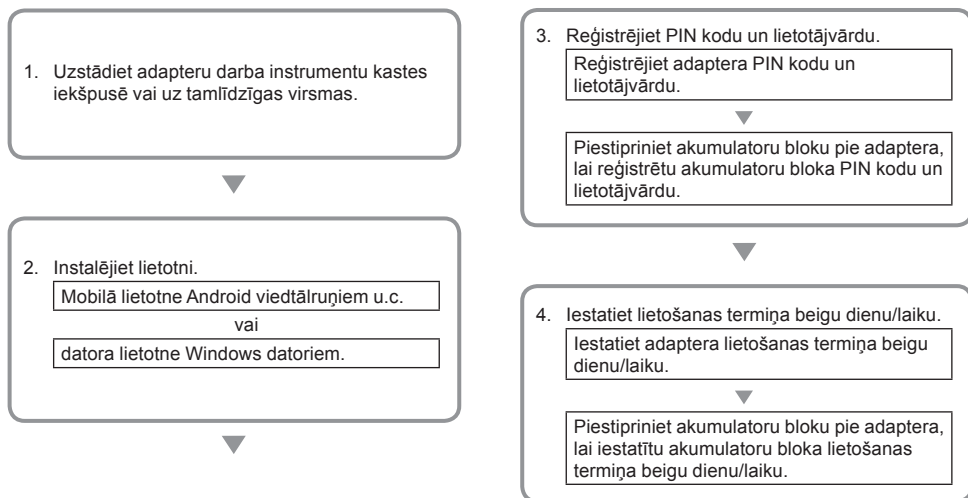 1. Uzstādiet adapteru darba instrumentu kastes
iekšpusē vai uz tamlīdzīgas virsmas.
2. Instalējiet lietotni.
Mobilā lietotne Android viedtālruņiem u.c.
vai
datora lietotne Windows datoriem.
3. Reģistrējiet PIN kodu un lietotājvārdu.
Reģistrējiet adaptera PIN kodu un
lietotājvārdu.
Piestipriniet akumulatoru bloku pie adaptera,
lai reģistrētu akumulatoru bloka PIN kodu un
lietotājvārdu.
4. Iestatiet lietošanas termiņa beigu dienu/laiku.
Iestatiet adaptera lietošanas termiņa beigu
dienu/laiku.
Piestipriniet akumulatoru bloku pie adaptera,
lai iestatītu akumulatoru bloka lietošanas
termiņa beigu dienu/laiku.